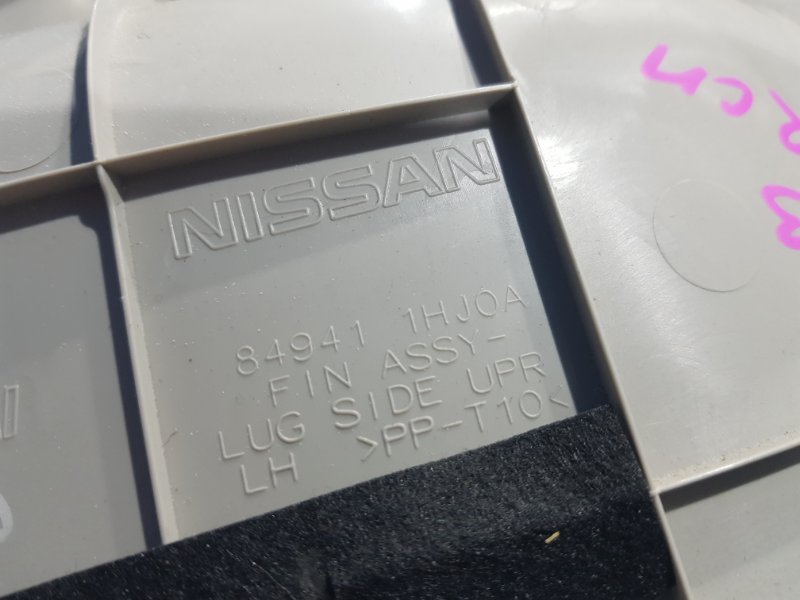 NISSAN
84941 1HJ0A
FIN ASSY-
LUG SIDE UPR
LH >PP-T10<